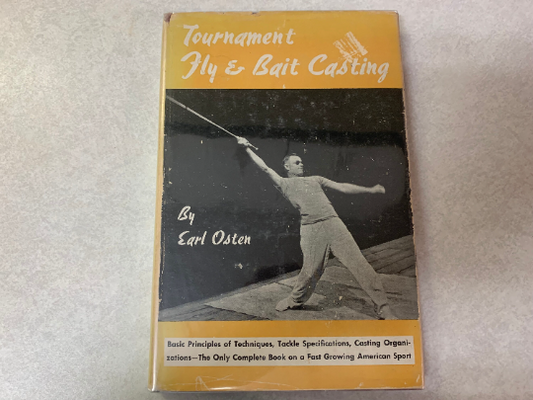 Tournament
Fly & Bait Casting
By
Earl Osten
Basic Principles of Techniques, Tackle Specifications, Casting Organi-
zations—The Only Complete Book on a Fast Growing American Sport